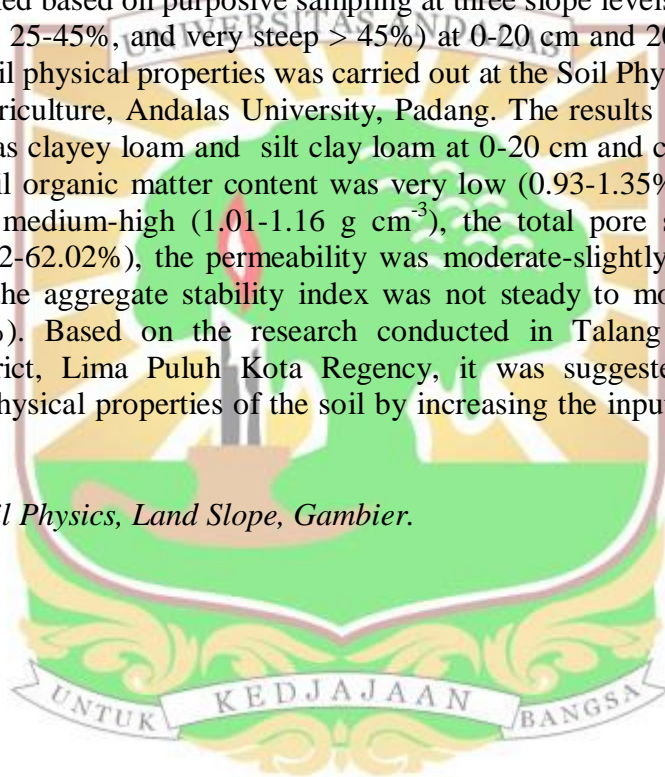 ed based on purposive sampling at three slope levels
25-45%, and very steep > 45%) at 0-20 cm and 20
il physical properties was carried out at the Soil Phy
riculture, Andalas University, Padang. The results
as clayey loam and silt clay loam at 0-20 cm and c
il organic matter content was very low (0.93-1.35%
medium-high (1.01-1.16 g cm-3), the total pore s
2-62.02%), the permeability was moderate-slightly
he aggregate stability index was not steady to mo
%). Based on the research conducted in Talang
rict, Lima Puluh Kota Regency, it was suggeste
hysical properties of the soil by increasing the input
il Physics, Land Slope, Gambier.
UNIVERSITAS ANDALAS
UNTUK KEDJAJAAN BANGSA